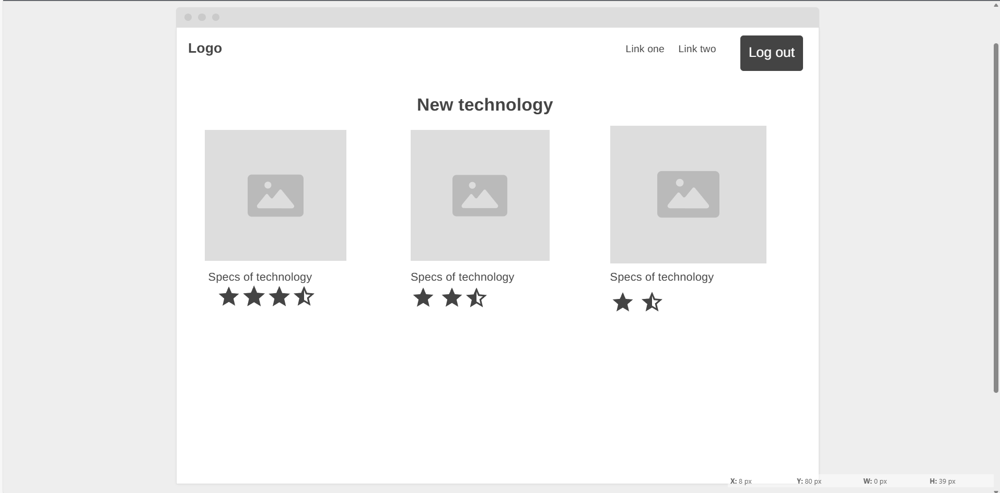 Logo
Link one
Link two
Log out
New technology
Specs of technology
Specs of technology
Specs of technology
X: 8 px
Y: 80 px
W: 0 px
H: 39 px